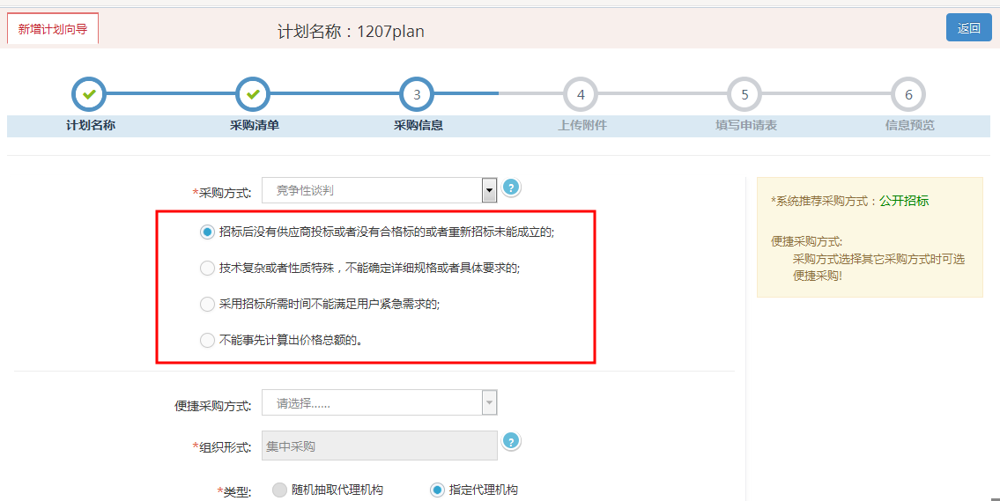 新增计划向导
计划名称：1207plan
返回
3
4
5
6
计划名称
采购清单
采购信息
上传附件
填写申请表
信息预览
*采购方式:
竞争性谈判
?
招标后没有供应商投标或者没有合格标的或者重新招标未能成立的;
技术复杂或者性质特殊，不能确定详细规格或者具体要求的;
采用招标所需时间不能满足用户紧急需求的;
不能事先计算出价格总额的。
*系统推荐采购方式：公开招标
便捷采购方式:
采购方式选择其它采购方式时可选
便捷采购!
便捷采购方式:
请选择......
*组织形式:
集中采购
?
*类型:
随机抽取代理机构
指定代理机构